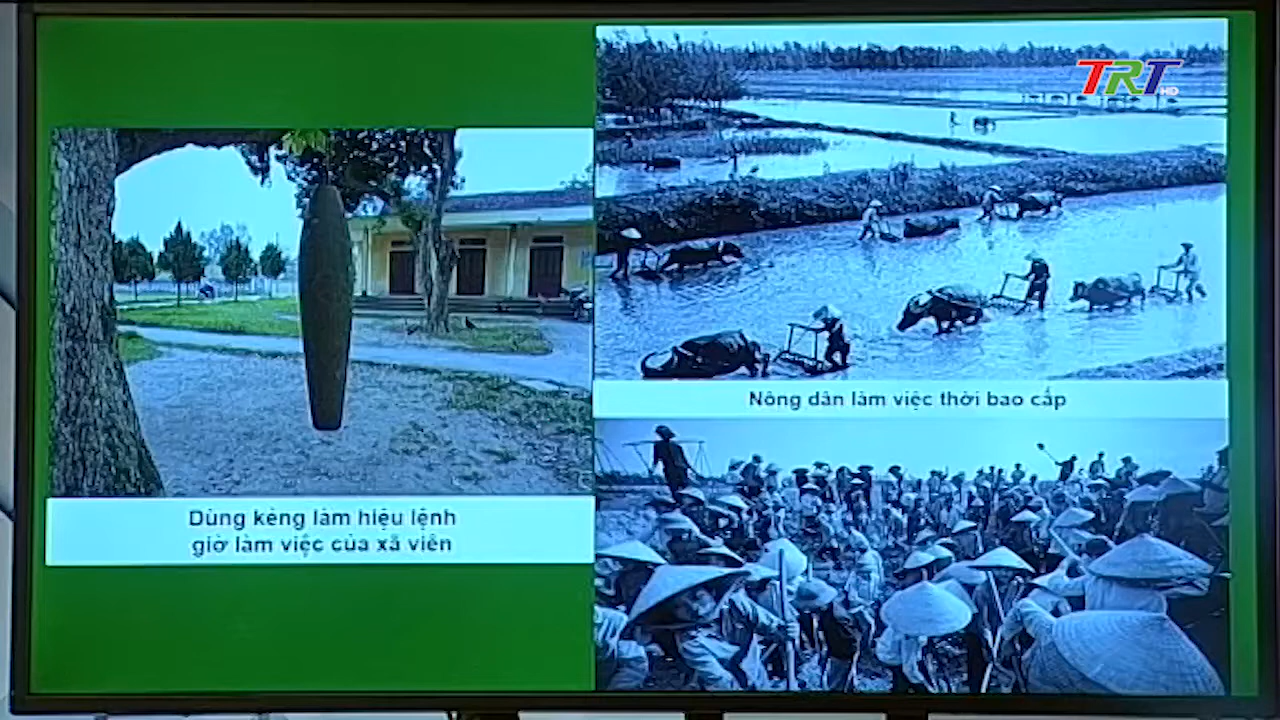 TRT HD
Nông dân làm việc thời bao cấp
Dùng kẻng làm hiệu lệnh
giờ làm việc của xã viên